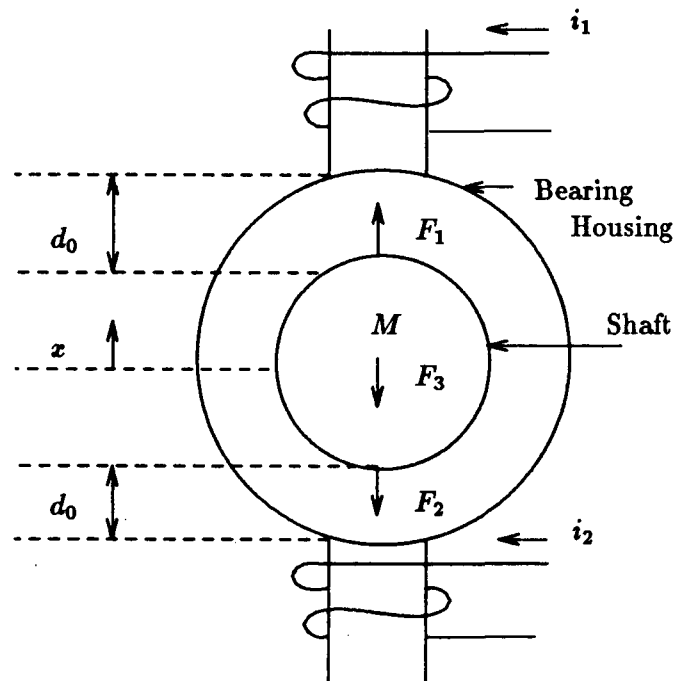 i₁
Bearing
Housing
d₀
F₁
M
Shaft
x
F₃
d₀
F₂
i₂